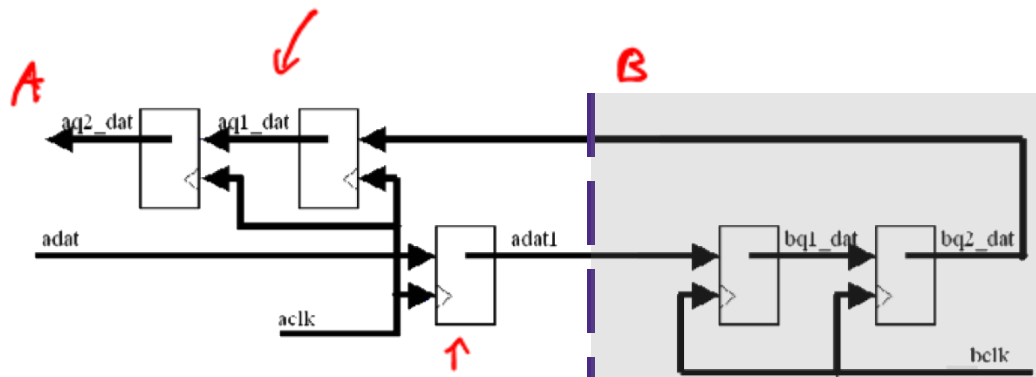 A
B
aq2_dat
aq1_dat
adat
adat1
bq1_dat
bq2_dat
aclk
bclk